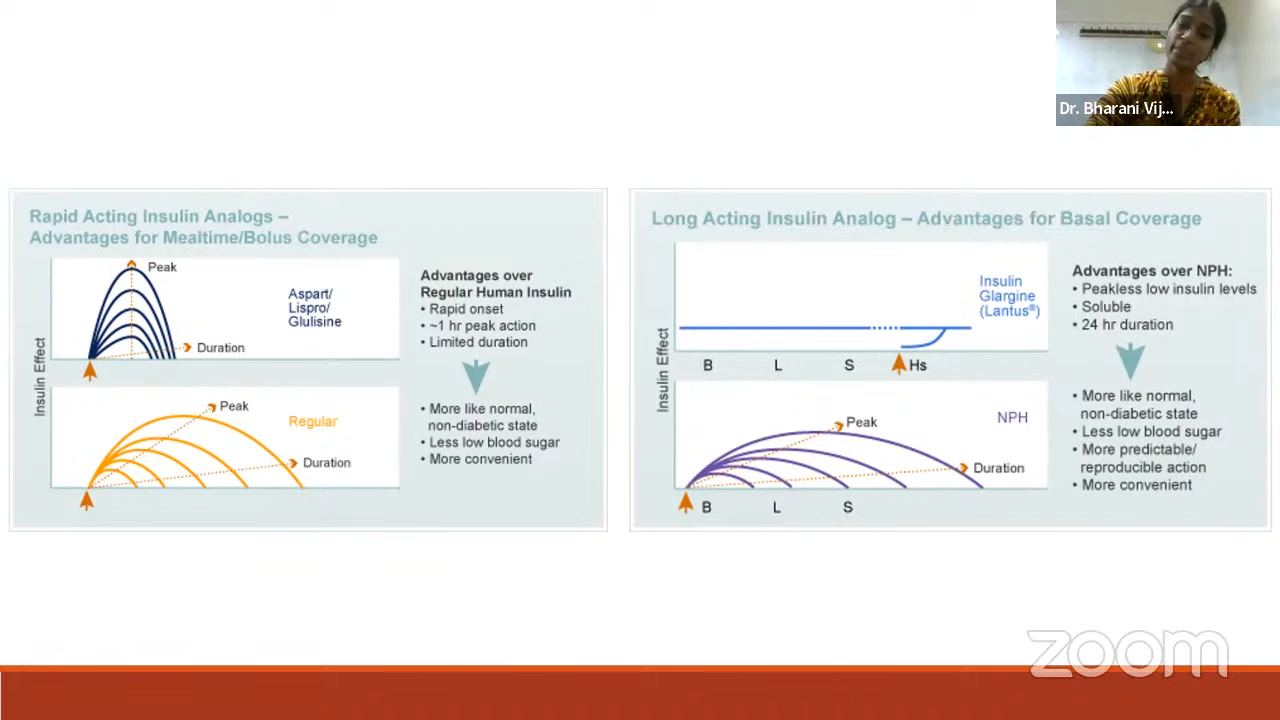 Dr. Bharani Vij...
Rapid Acting Insulin Analogs –
Advantages for Mealtime/Bolus Coverage
Insulin Effect
Peak
Aspart/
Lispro/
Glulisine
Duration
Peak
Regular
Duration
Advantages over
Regular Human Insulin
• Rapid onset
• ~1 hr peak action
• Limited duration
• More like normal,
non-diabetic state
• Less low blood sugar
• More convenient
Long Acting Insulin Analog – Advantages for Basal Coverage
Insulin Effect
Insulin
Glargine
(Lantus®)
B L S Hs
Peak
NPH
Duration
B L S
Advantages over NPH:
• Peakless low insulin levels
• Soluble
• 24 hr duration
• More like normal,
non-diabetic state
• Less low blood sugar
• More predictable/
reproducible action
• More convenient
zoom